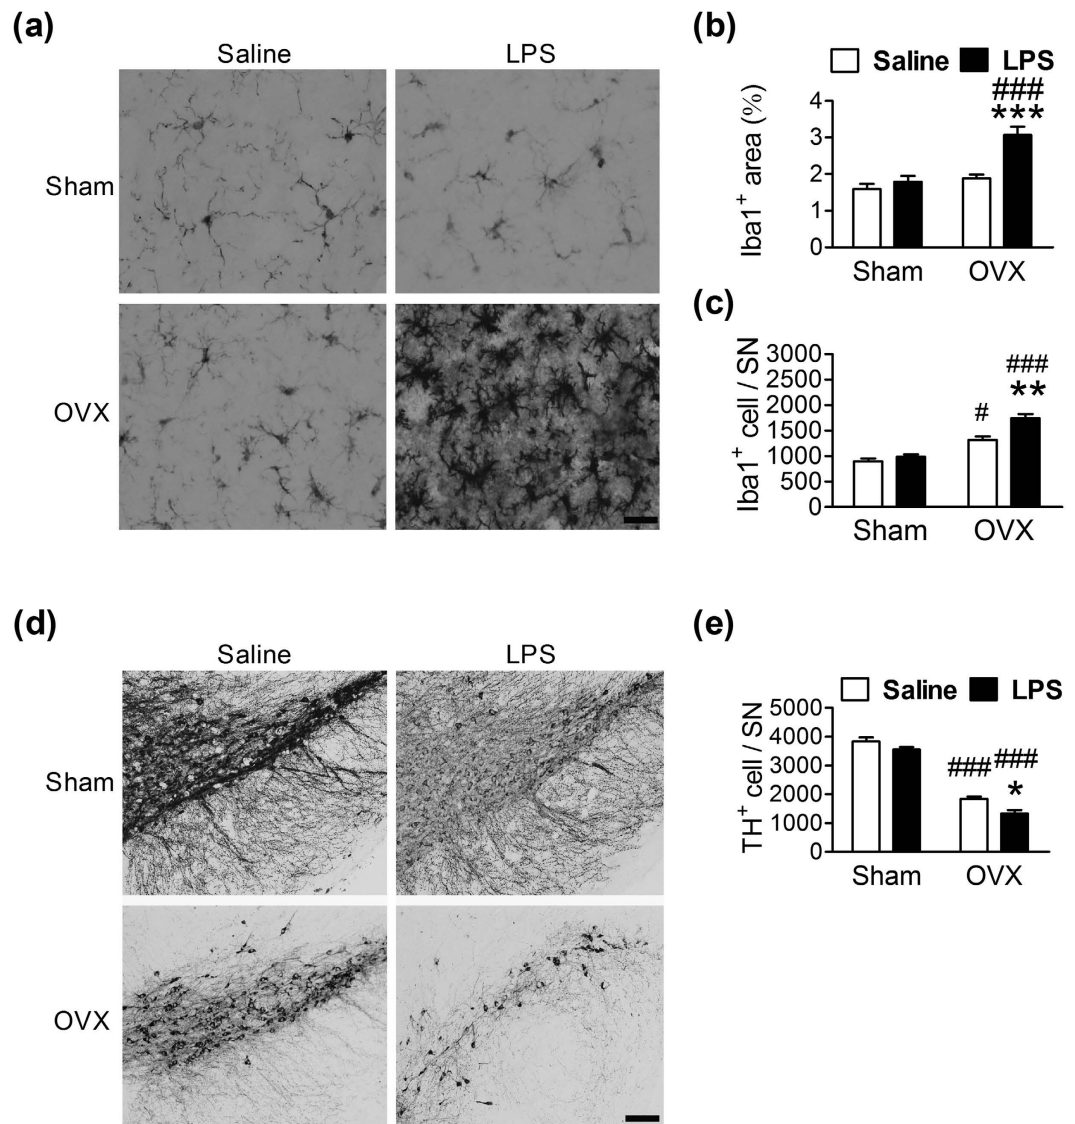 (a)
Saline LPS
Sham
OVX
(b)
Saline LPS
###
***
Iba1+ area (%)
4
3
2
1
0
Sham OVX
(c)
Iba1+ cell / SN
3000
2500
2000
1500
1000
500
0
###
**
#
Sham OVX
(d)
Saline LPS
Sham
OVX
(e)
Saline LPS
TH+ cell / SN
5000
4000
3000
2000
1000
0
### ###
*
Sham OVX